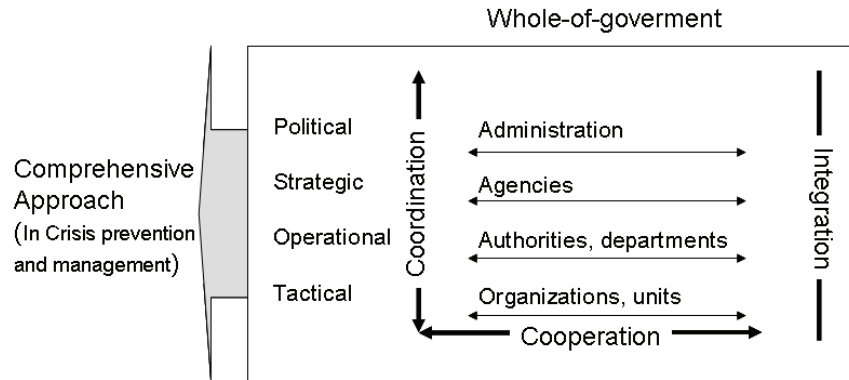 Whole-of-goverment
Comprehensive
Approach
(In Crisis prevention
and management)
Political
Strategic
Operational
Tactical
Coordination
Administration
Agencies
Authorities, departments
Organizations, units
Cooperation
Integration